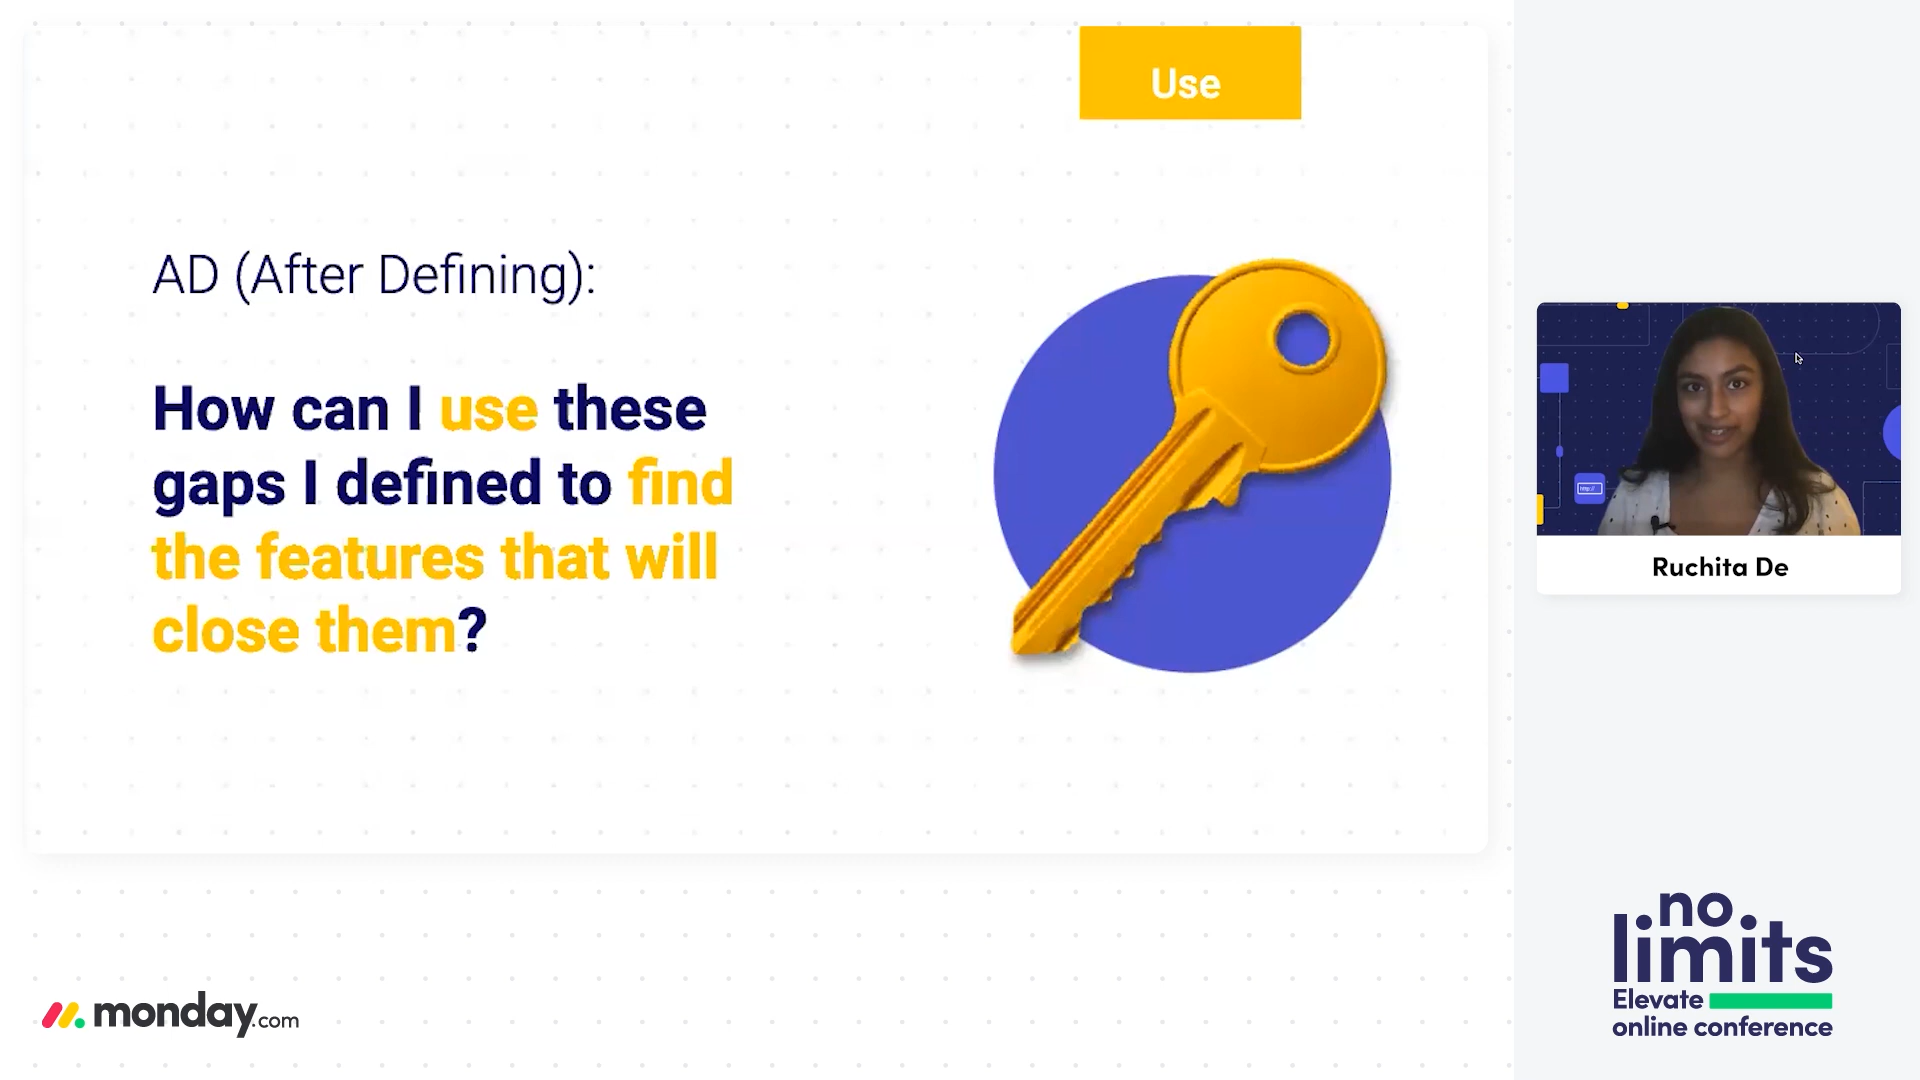 Use
AD (After Defining):
How can I use these
gaps I defined to find
the features that will
close them?
Ruchita De
monday.com
no
limits
Elevate
online conference